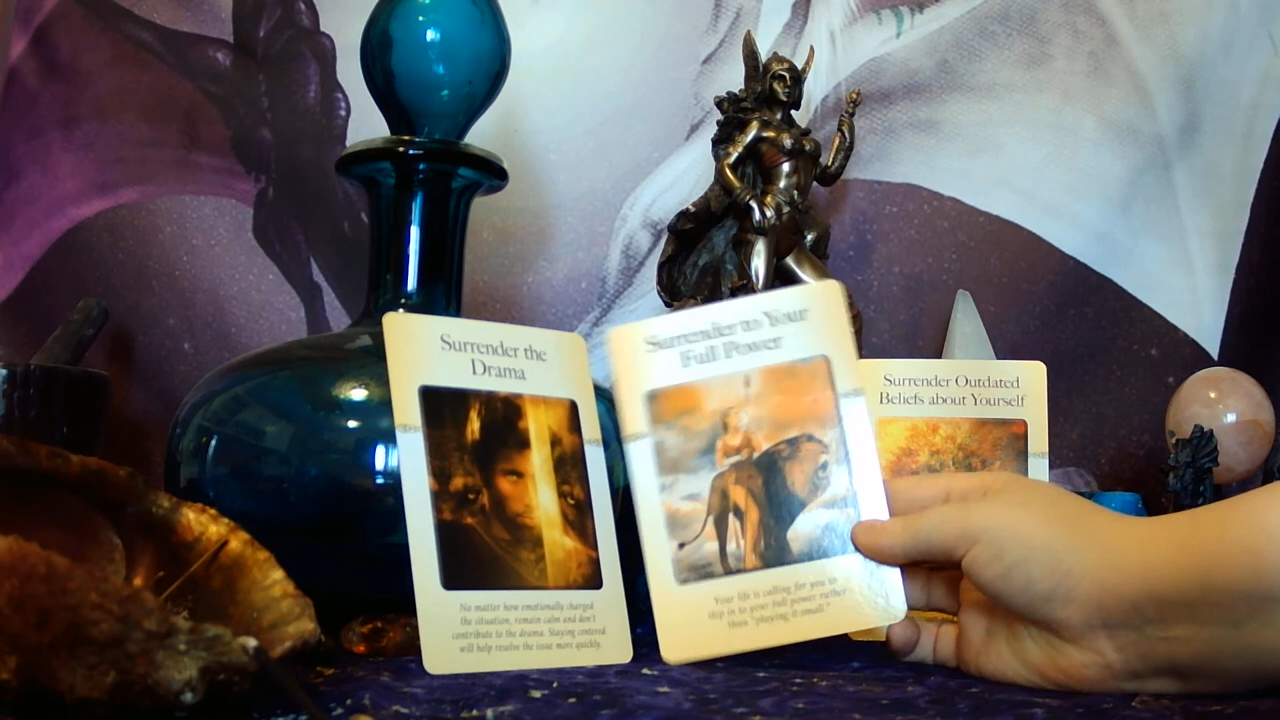 Surrender the
Drama
No matter how emotionally charged
the situation, remain calm and don't
contribute to the drama. Staying centered
will help resolve the issue more quickly.
Surrender to Your
Full Power
Your life is calling for you to
step in to your full power rather
than "playing it small."
Surrender Outdated
Beliefs about Yourself